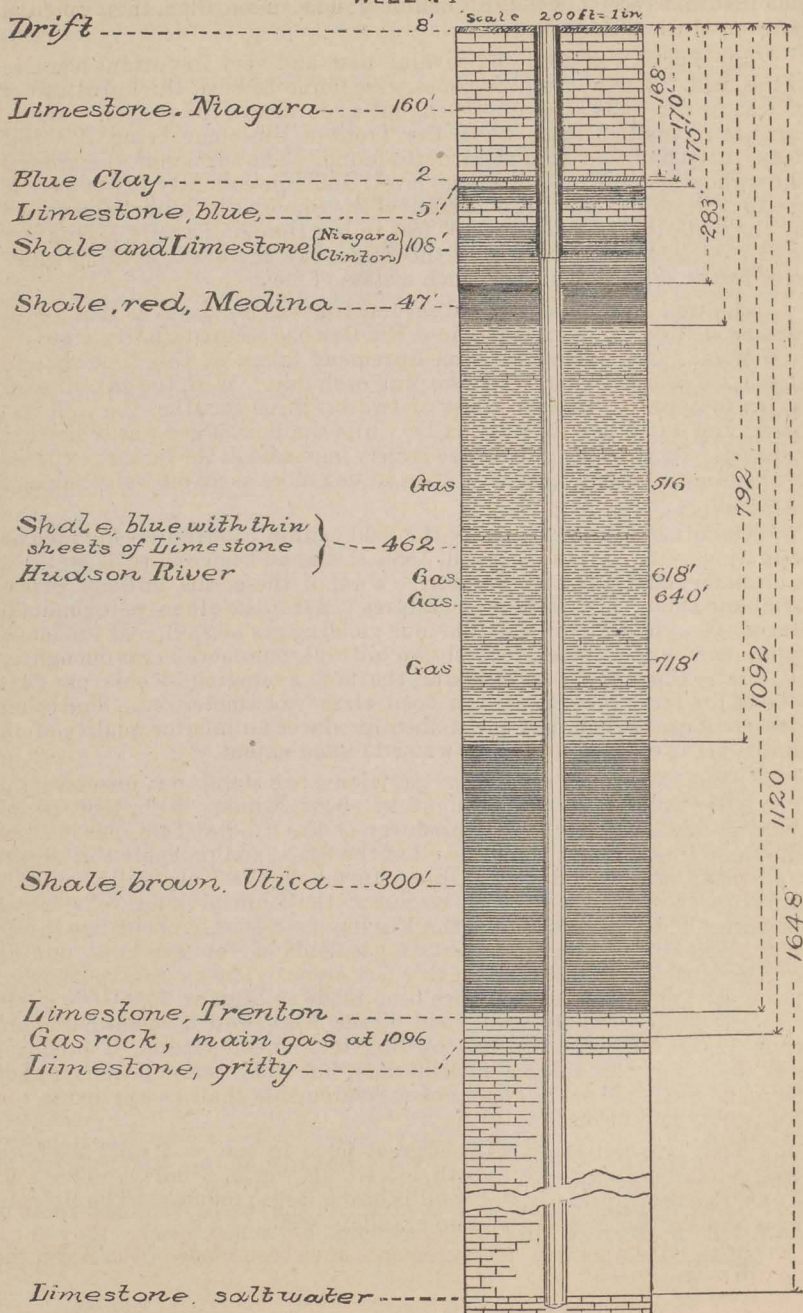 Scale 200ft=1in.
Drift 8'
Limestone. Niagara 160'
Blue Clay 2
Limestone, blue, 5'
Shale and Limestone {Niagara Clinton} 108'
Shale, red, Medina 47'
Gas 516
Shale, blue with thin
sheets of Limestone 462
Hudson River
Gas. 618'
Gas. 640'
Gas 718'
Shale, brown. Utica 300'
Limestone, Trenton
Gas rock, main gas at 1096
Limestone, gritty
Limestone. saltwater
168
170'
175'
283'
792'
1092
1120
1648